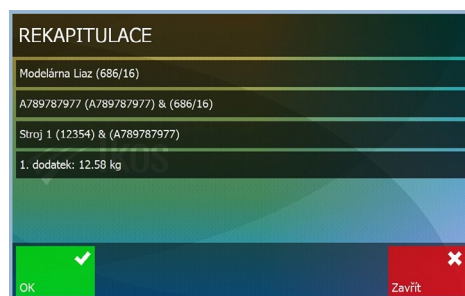 REKAPITULACE
Modelárna Liaz (686/16)
A789787977 (A789787977) & (686/16)
Stroj 1 (12354) & (A789787977)
1. dodatek: 12.58 kg
IKOS
OK
Zavřít